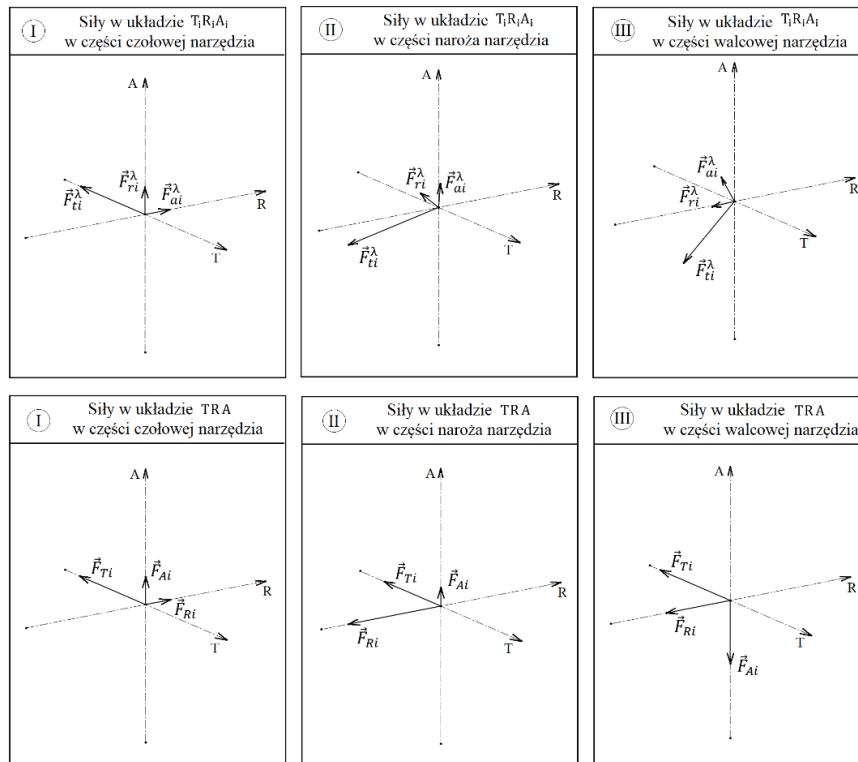 I
Siły w układzie TᵢRᵢAᵢ
w części czołowej narzędzia
A
F⃗ᵣᵢ^λ
F⃗ₜᵢ^λ
F⃗ₐᵢ^λ
R
T
II
Siły w układzie TᵢRᵢAᵢ
w części naroża narzędzia
A
F⃗ᵣᵢ^λ
F⃗ₐᵢ^λ
R
F⃗ₜᵢ^λ
T
III
Siły w układzie TᵢRᵢAᵢ
w części walcowej narzędzia
A
F⃗ₐᵢ^λ
R
F⃗ᵣᵢ^λ
T
F⃗ₜᵢ^λ
I
Siły w układzie TRA
w części czołowej narzędzia
A
F⃗_Ti
F⃗_Ai
R
F⃗_Ri
T
II
Siły w układzie TRA
w części naroża narzędzia
A
F⃗_Ti
F⃗_Ai
R
F⃗_Ri
T
III
Siły w układzie TRA
w części walcowej narzędzia
A
F⃗_Ti
R
F⃗_Ri
T
F⃗_Ai